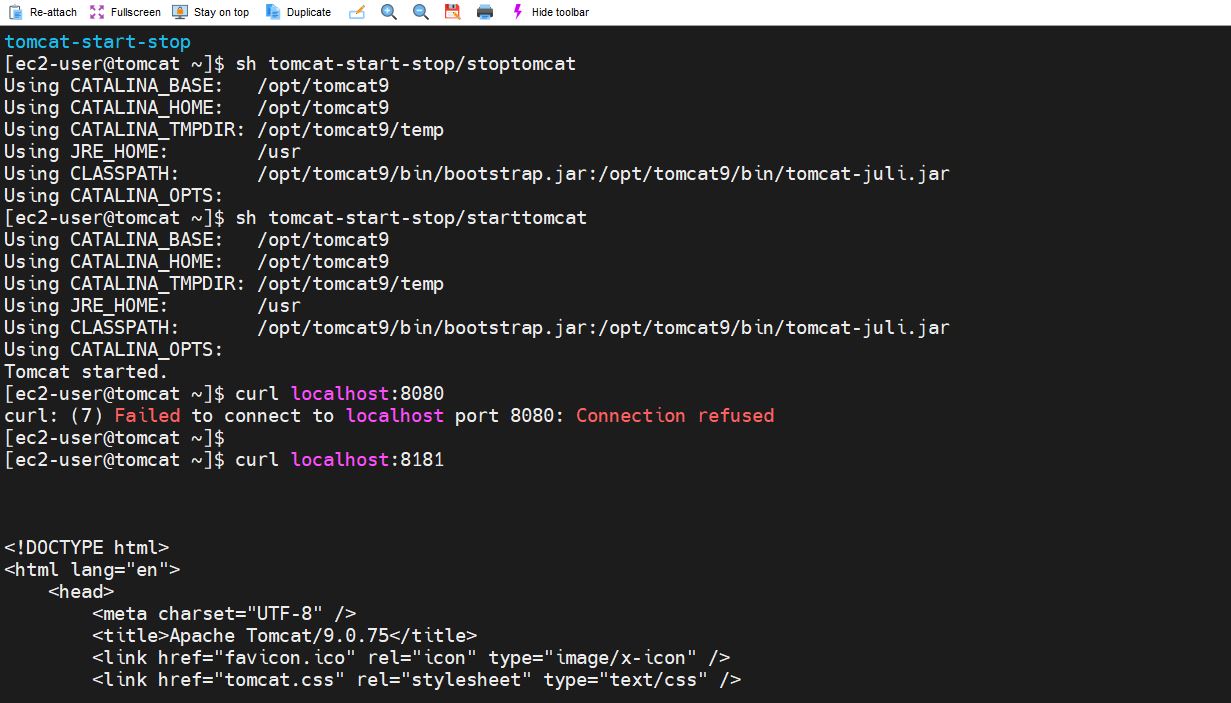 Re-attach Fullscreen Stay on top Duplicate Hide toolbar
tomcat-start-stop
[ec2-user@tomcat ~]$ sh tomcat-start-stop/stoptomcat
Using CATALINA_BASE:   /opt/tomcat9
Using CATALINA_HOME:   /opt/tomcat9
Using CATALINA_TMPDIR: /opt/tomcat9/temp
Using JRE_HOME:        /usr
Using CLASSPATH:       /opt/tomcat9/bin/bootstrap.jar:/opt/tomcat9/bin/tomcat-juli.jar
Using CATALINA_OPTS:
[ec2-user@tomcat ~]$ sh tomcat-start-stop/starttomcat
Using CATALINA_BASE:   /opt/tomcat9
Using CATALINA_HOME:   /opt/tomcat9
Using CATALINA_TMPDIR: /opt/tomcat9/temp
Using JRE_HOME:        /usr
Using CLASSPATH:       /opt/tomcat9/bin/bootstrap.jar:/opt/tomcat9/bin/tomcat-juli.jar
Using CATALINA_OPTS:
Tomcat started.
[ec2-user@tomcat ~]$ curl localhost:8080
curl: (7) Failed to connect to localhost port 8080: Connection refused
[ec2-user@tomcat ~]$
[ec2-user@tomcat ~]$ curl localhost:8181
<!DOCTYPE html>
<html lang="en">
    <head>
        <meta charset="UTF-8" />
        <title>Apache Tomcat/9.0.75</title>
        <link href="favicon.ico" rel="icon" type="image/x-icon" />
        <link href="tomcat.css" rel="stylesheet" type="text/css" />